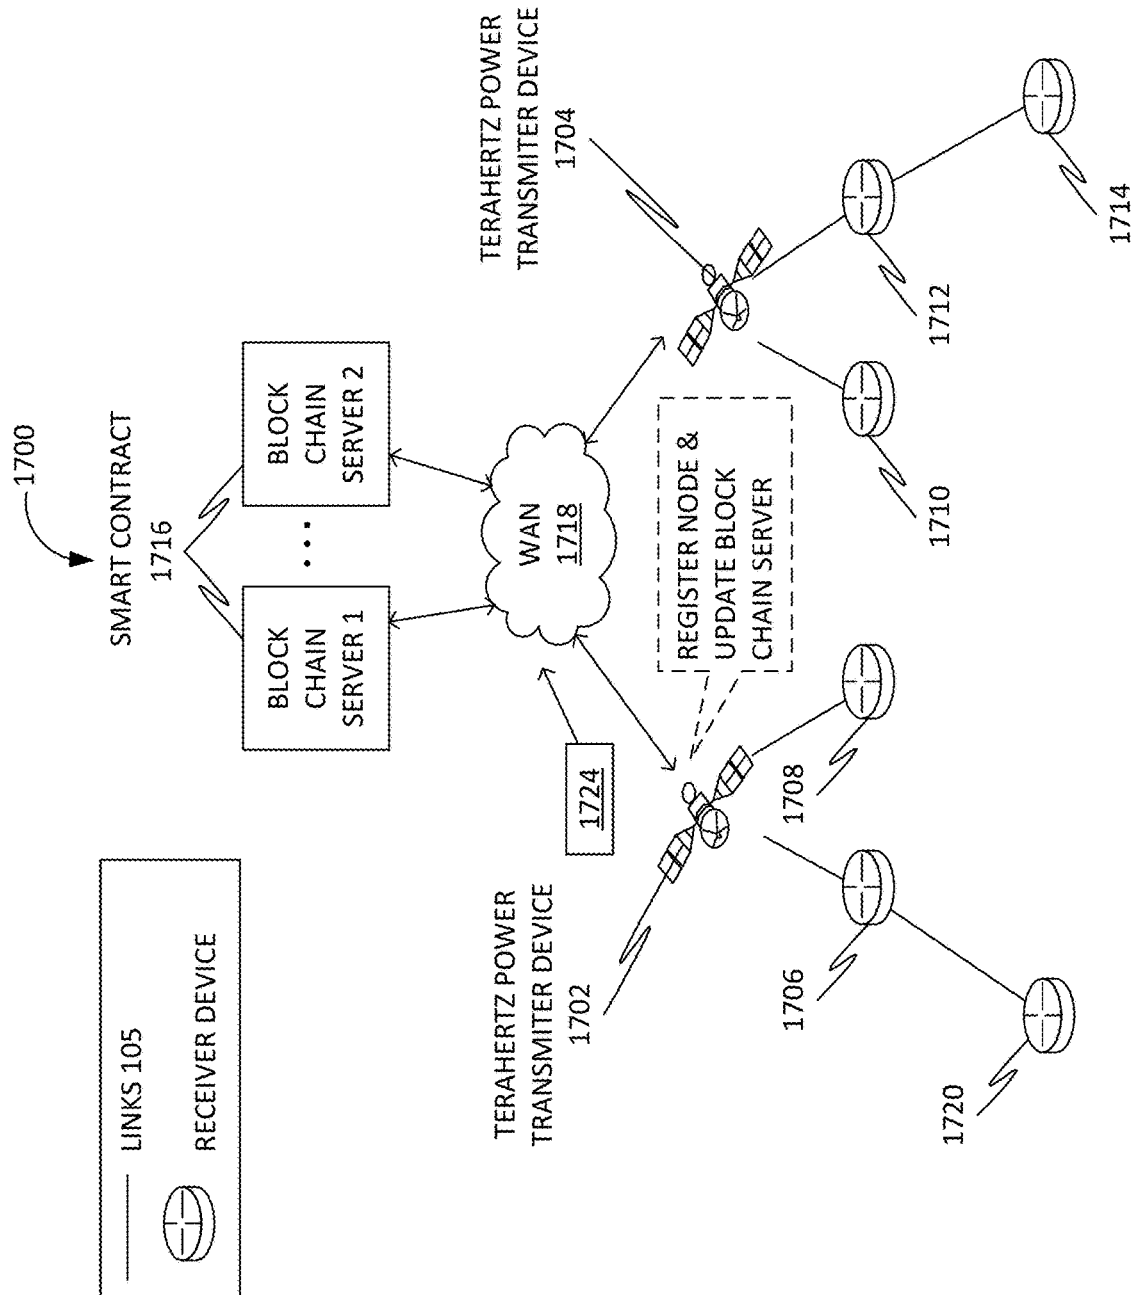 1700
SMART CONTRACT
1716
BLOCK
CHAIN
SERVER 1
...
BLOCK
CHAIN
SERVER 2
LINKS 105
RECEIVER DEVICE
1724
WAN
1718
TERAHERTZ POWER
TRANSMITER DEVICE
1702
TERAHERTZ POWER
TRANSMITER DEVICE
1704
REGISTER NODE &
UPDATE BLOCK
CHAIN SERVER
1720
1706
1708
1710
1712
1714